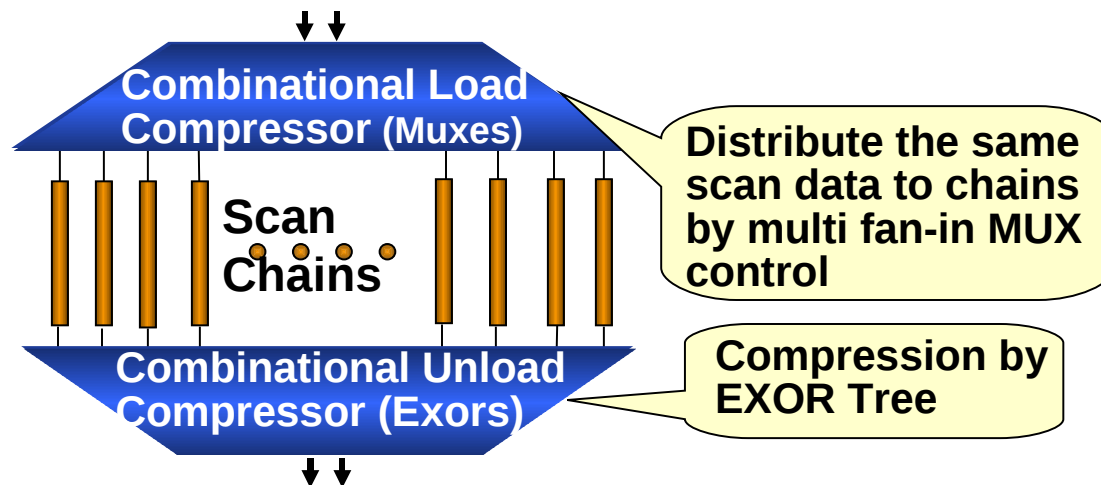 Combinational Load
Compressor (Muxes)
Distribute the same
scan data to chains
by multi fan-in MUX
control
Scan
Chains
Combinational Unload
Compressor (Exors)
Compression by
EXOR Tree